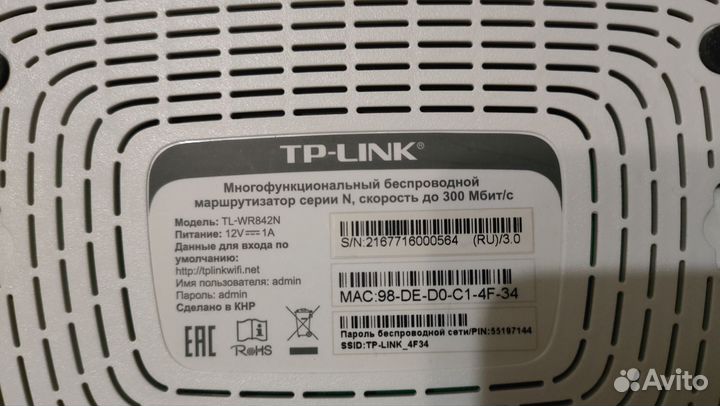 TP-LINK®
Многофункциональный беспроводной
маршрутизатор серии N, скорость до 300 Мбит/с
Модель: TL-WR842N
Питание: 12V⎓1A
Данные для входа по
умолчанию:
http://tplinkwifi.net
Имя пользователя: admin
Пароль: admin
Сделано в КНР
EAC
RoHS
S/N:2167716000564 (RU)/3.0
MAC:98-DE-D0-C1-4F-34
Пароль беспроводной сети/PIN:55197144
SSID:TP-LINK_4F34
Avito